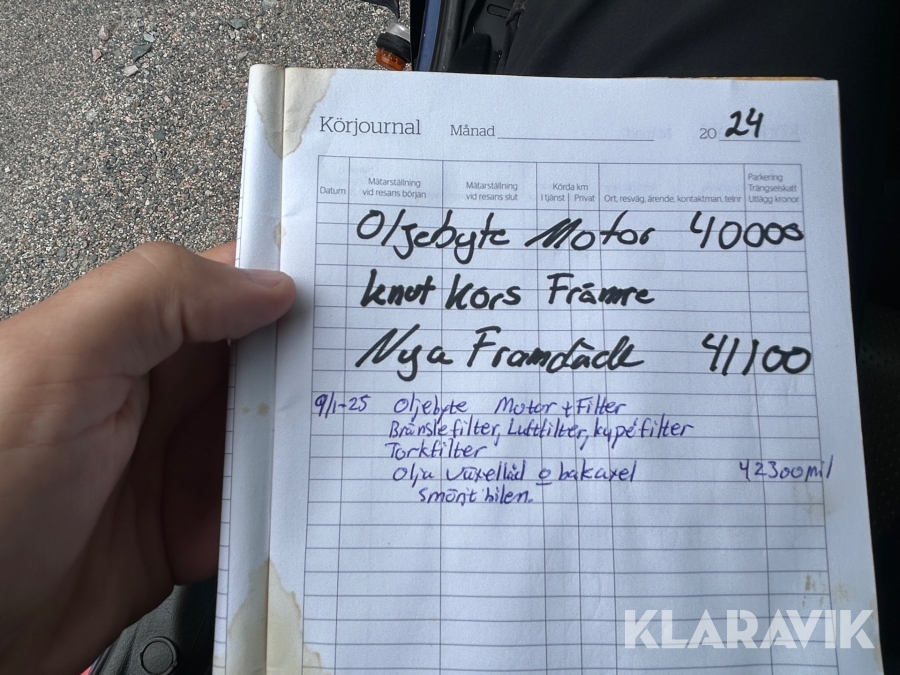 Körjournal Månad 2024
Datum Mätarställning vid resans början Mätarställning vid resans slut Körda km I tjänst Privat Ort, resväg, ärende, kontaktman, telnr Parkering Trängselskatt Utlägg kronor
Oljebyte Motor 40000
knut kors Främre
Nya Framdäck 41100
9/1-25 Oljebyte Motor + Filter
Bränslefilter, Luftfilter, kypéfilter
Torkfilter
Olja växellåd o bakaxel 42300mil
Smörjt bilen.
KLARAVIK